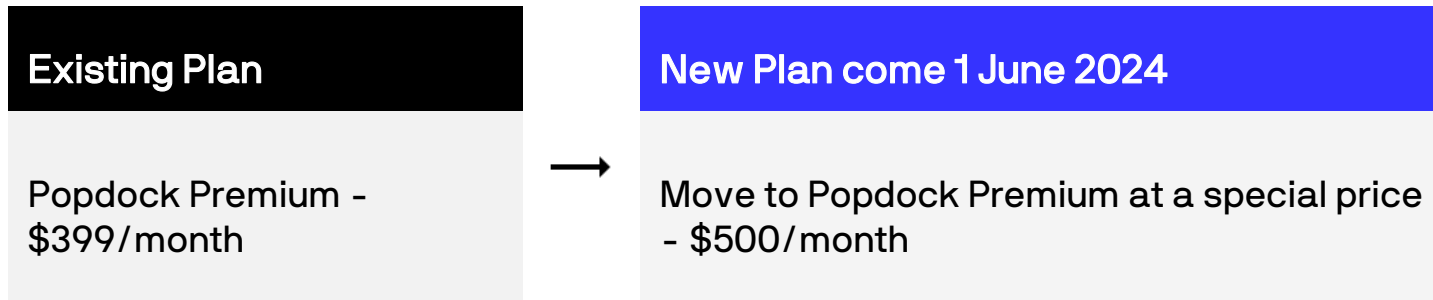 Existing Plan
New Plan come 1 June 2024
Popdock Premium -
$399/month
Move to Popdock Premium at a special price
- $500/month